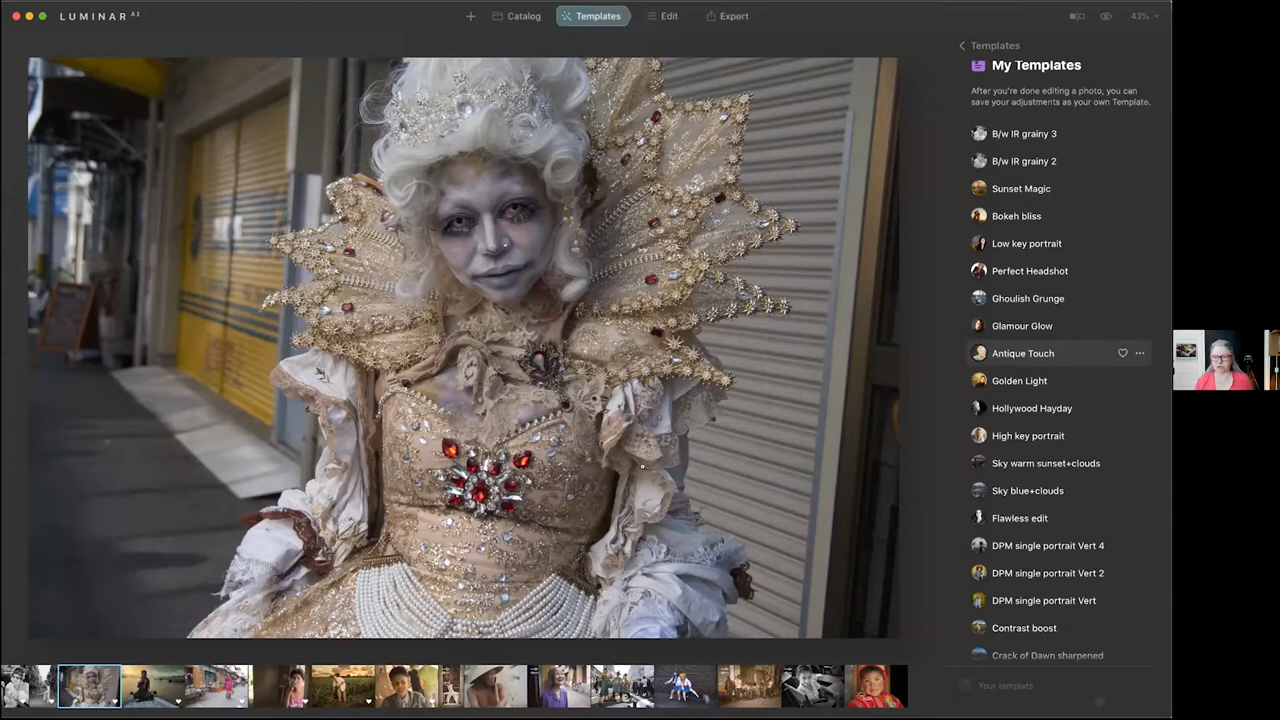 LUMINAR AI
Catalog
Templates
Edit
Export
43%
Templates
My Templates
After you're done editing a photo, you can
save your adjustments as your own Template.
B/w IR grainy 3
B/w IR grainy 2
Sunset Magic
Bokeh bliss
Low key portrait
Perfect Headshot
Ghoulish Grunge
Glamour Glow
Antique Touch
Golden Light
Hollywood Hayday
High key portrait
Sky warm sunset+clouds
Sky blue+clouds
Flawless edit
DPM single portrait Vert 4
DPM single portrait Vert 2
DPM single portrait Vert
Contrast boost
Crack of Dawn sharpened
Your template